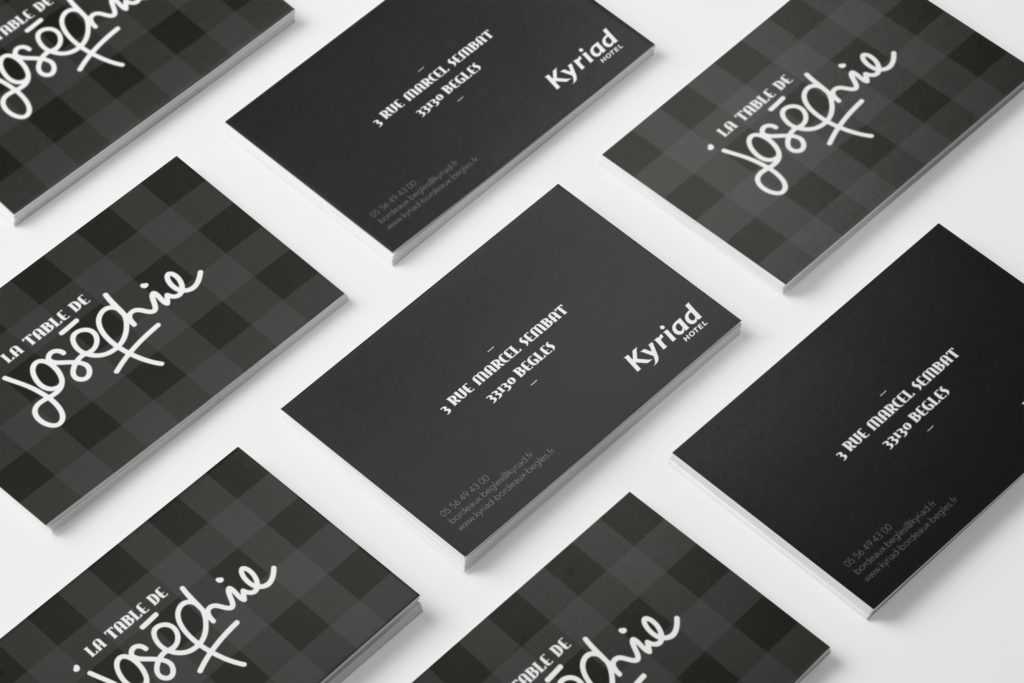 TABLE DE
3 RUE MARCEL SEMBAT
33130 BEGLES
Kyriad
HOTEL
05 56 49 43 00
bordeaux.begles@kyriad.fr
www.kyriad-bordeaux-begles.fr
LA TABLE DE
joséphine
LA TABLE DE
joséphine
3 RUE MARCEL SEMBAT
33130 BEGLES
Kyriad
HOTEL
05 56 49 43 00
bordeaux.begles@kyriad.fr
www.kyriad-bordeaux-begles.fr
3 RUE MARCEL SEMBAT
33130 BEGLES
05 56 49 43 00
bordeaux.begles@kyriad.fr
www.kyriad-bordeaux-begles.fr
LA TABLE DE
joséphine
TABLE DE
joséphine